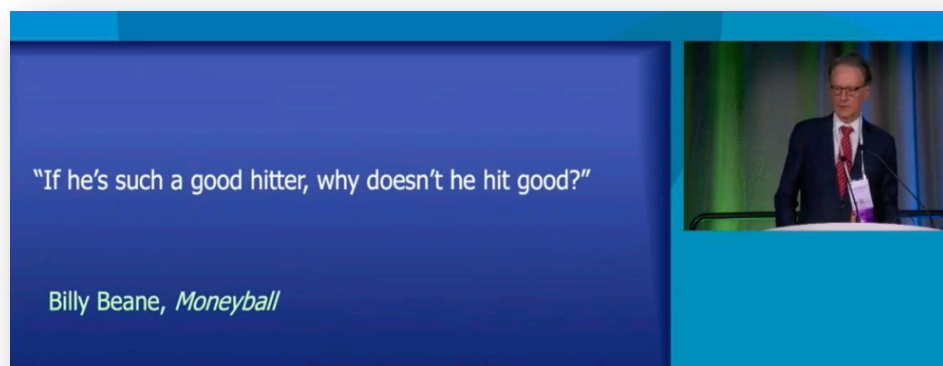 “If he’s such a good hitter, why doesn’t he hit good?”
Billy Beane, Moneyball